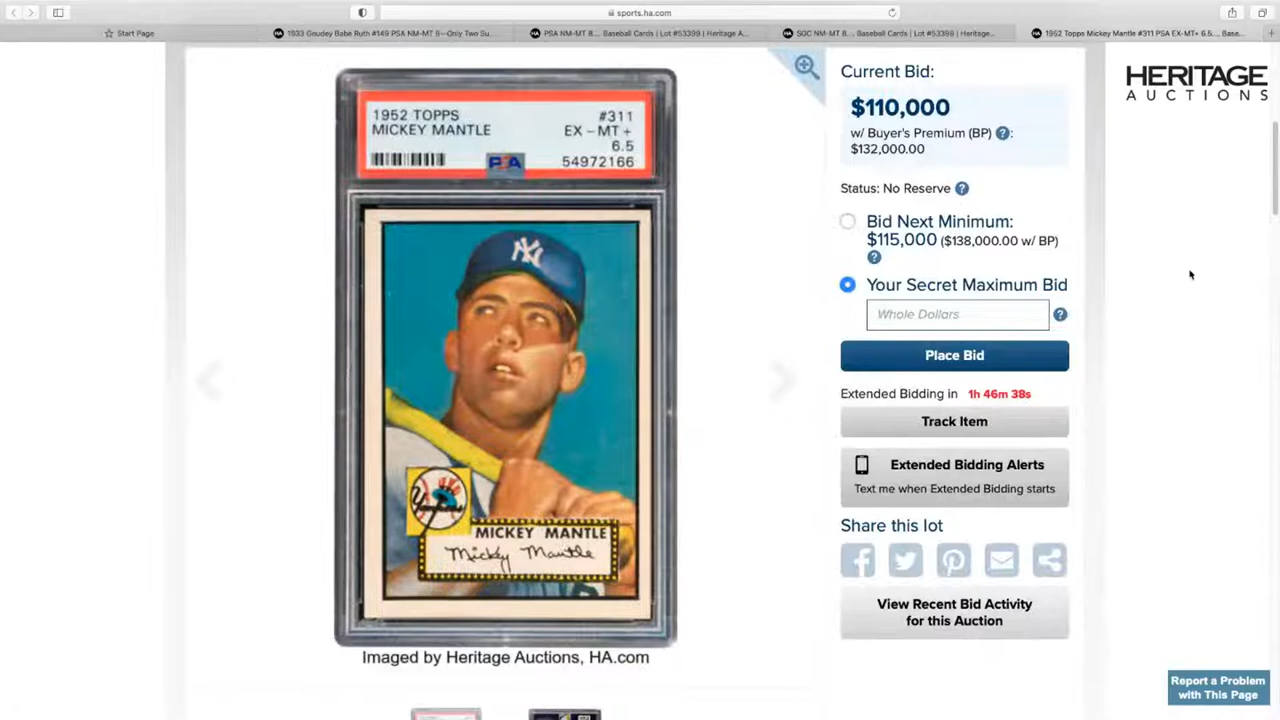 sports.ha.com
Start Page
1933 Goudey Babe Ruth #149 PSA NM-MT 8—Only Two Su...
PSA NM-MT 8.... Baseball Cards | Lot #53399 | Heritage A...
SGC NM-MT 8.... Baseball Cards | Lot #53398 | Heritage...
1952 Topps Mickey Mantle #311 PSA EX-MT+ 6.5.... Base...
1952 TOPPS #311
MICKEY MANTLE EX - MT +
6.5
PSA 54972166
NY
Yankees
MICKEY MANTLE
Micky Mantle
Imaged by Heritage Auctions, HA.com
Current Bid:
$110,000
w/ Buyer's Premium (BP) ? :
$132,000.00
Status: No Reserve ?
Bid Next Minimum:
$115,000 ($138,000.00 w/ BP)
?
Your Secret Maximum Bid
Whole Dollars ?
Place Bid
Extended Bidding in 1h 46m 38s
Track Item
Extended Bidding Alerts
Text me when Extended Bidding starts
Share this lot
View Recent Bid Activity
for this Auction
HERITAGE
AUCTIONS
Report a Problem
with This Page